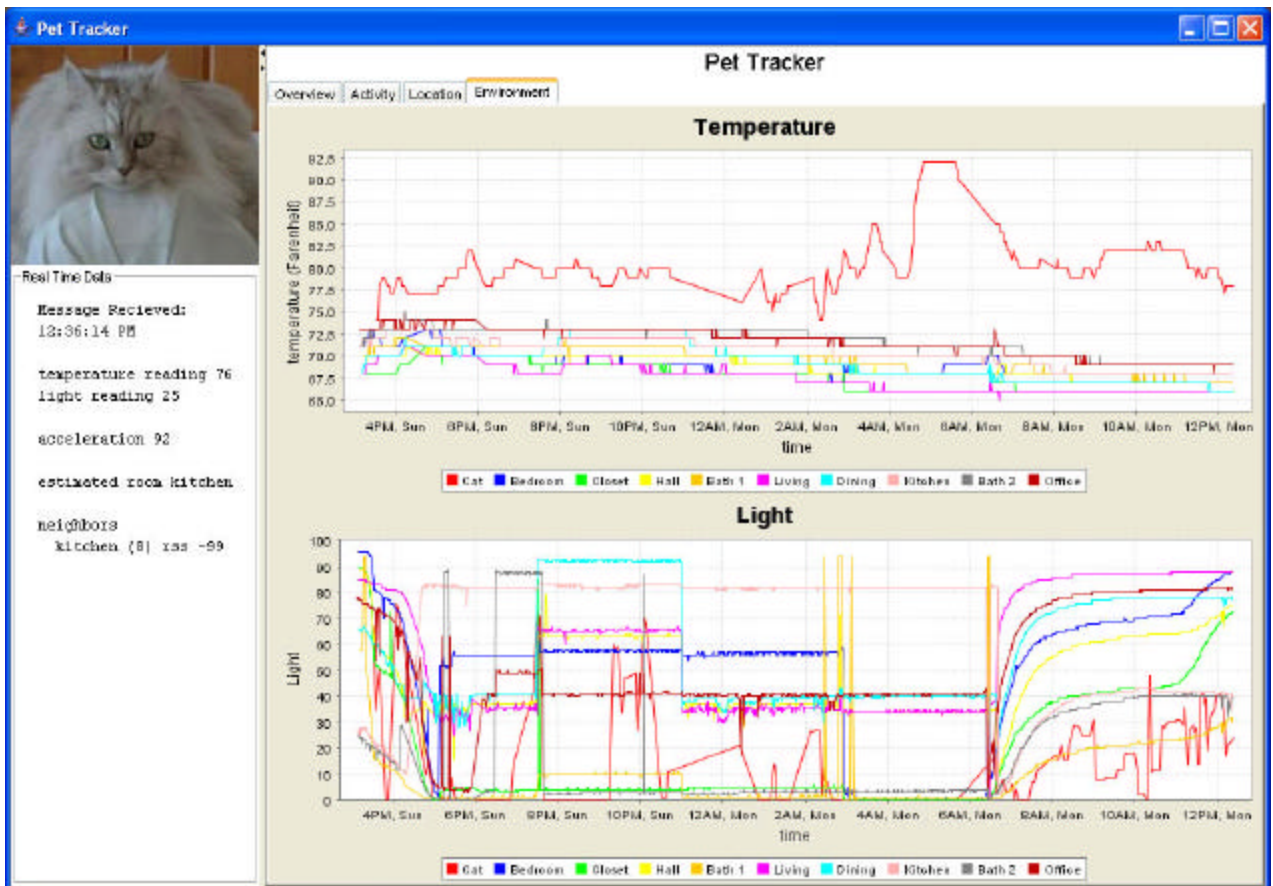 Pet Tracker
Pet Tracker
Overview Activity Location Environment
Real Time Data
Message Recieved:
12:36:14 PM
temperature reading 76
light reading 25
acceleration 92
estimated room kitchen
neighbors
kitchen (8) rss -99
Temperature
temperature (Farenheit)
92.5
90.0
87.5
85.0
82.5
80.0
77.5
75.0
72.5
70.0
67.5
65.0
4PM, Sun 6PM, Sun 8PM, Sun 10PM, Sun 12AM, Mon 2AM, Mon 4AM, Mon 6AM, Mon 8AM, Mon 10AM, Mon 12PM, Mon
time
Cat Bedroom Closet Hall Bath 1 Living Dining Kitchen Bath 2 Office
Light
Light
100
90
80
70
60
50
40
30
20
10
0
4PM, Sun 6PM, Sun 8PM, Sun 10PM, Sun 12AM, Mon 2AM, Mon 4AM, Mon 6AM, Mon 8AM, Mon 10AM, Mon 12PM, Mon
time
Cat Bedroom Closet Hall Bath 1 Living Dining Kitchen Bath 2 Office